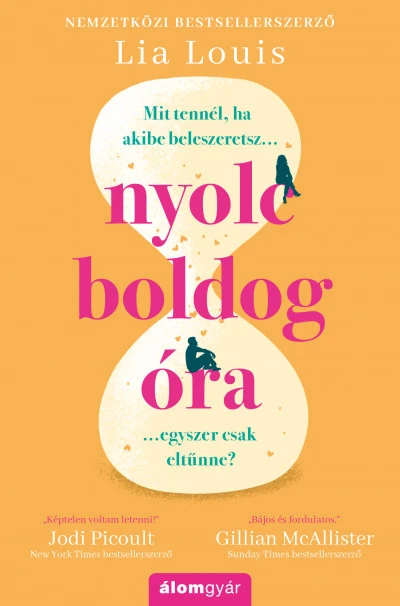 NEMZETKÖZI BESTSELLERSZERZŐ
Lia Louis
Mit tennél, ha
akibe beleszeretsz...
nyolc
boldog
óra
...egyszer csak
eltűnne?
„Képtelen voltam letenni!”
Jodi Picoult
New York Times bestsellerszerző
„Bájos és fordulatos.”
Gillian McAllister
Sunday Times bestsellerszerző
álomgyár